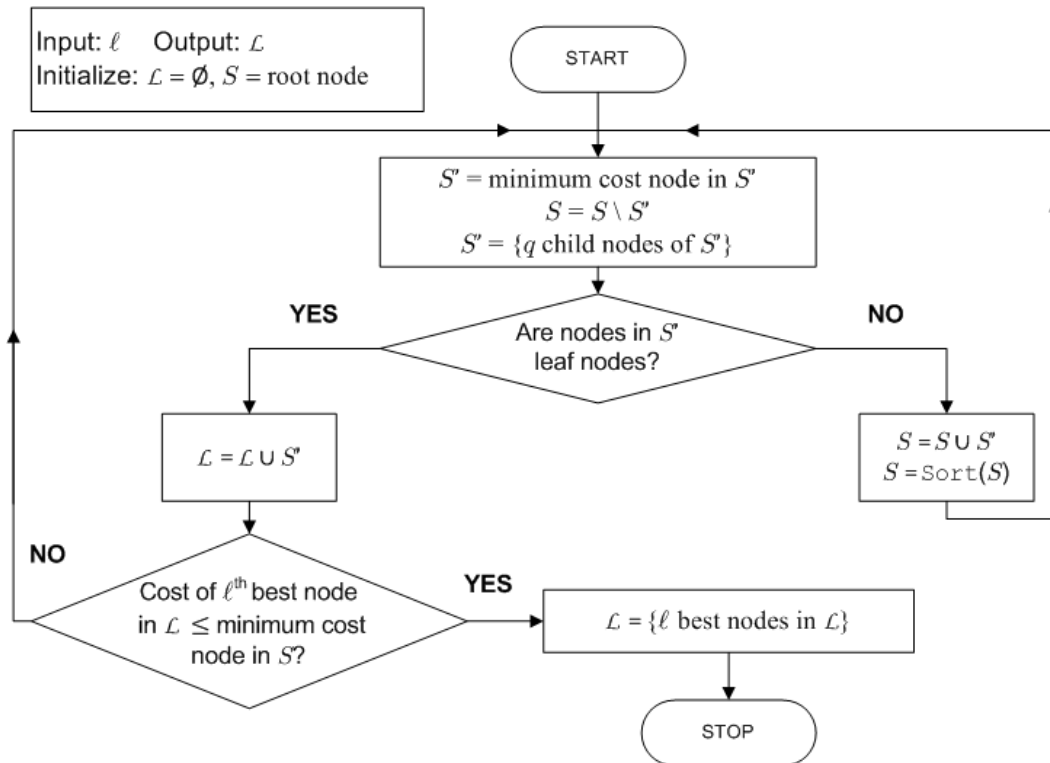 Input: ℓ Output: ℒ
Initialize: ℒ = Ø, S = root node
START
S' = minimum cost node in S'
S = S \ S'
S' = {q child nodes of S'}
YES
Are nodes in S'
leaf nodes?
NO
ℒ = ℒ ∪ S'
S = S ∪ S'
S =Sort(S)
NO
Cost of ℓth best node
in ℒ ≤ minimum cost
node in S?
YES
ℒ = {ℓ best nodes in ℒ}
STOP